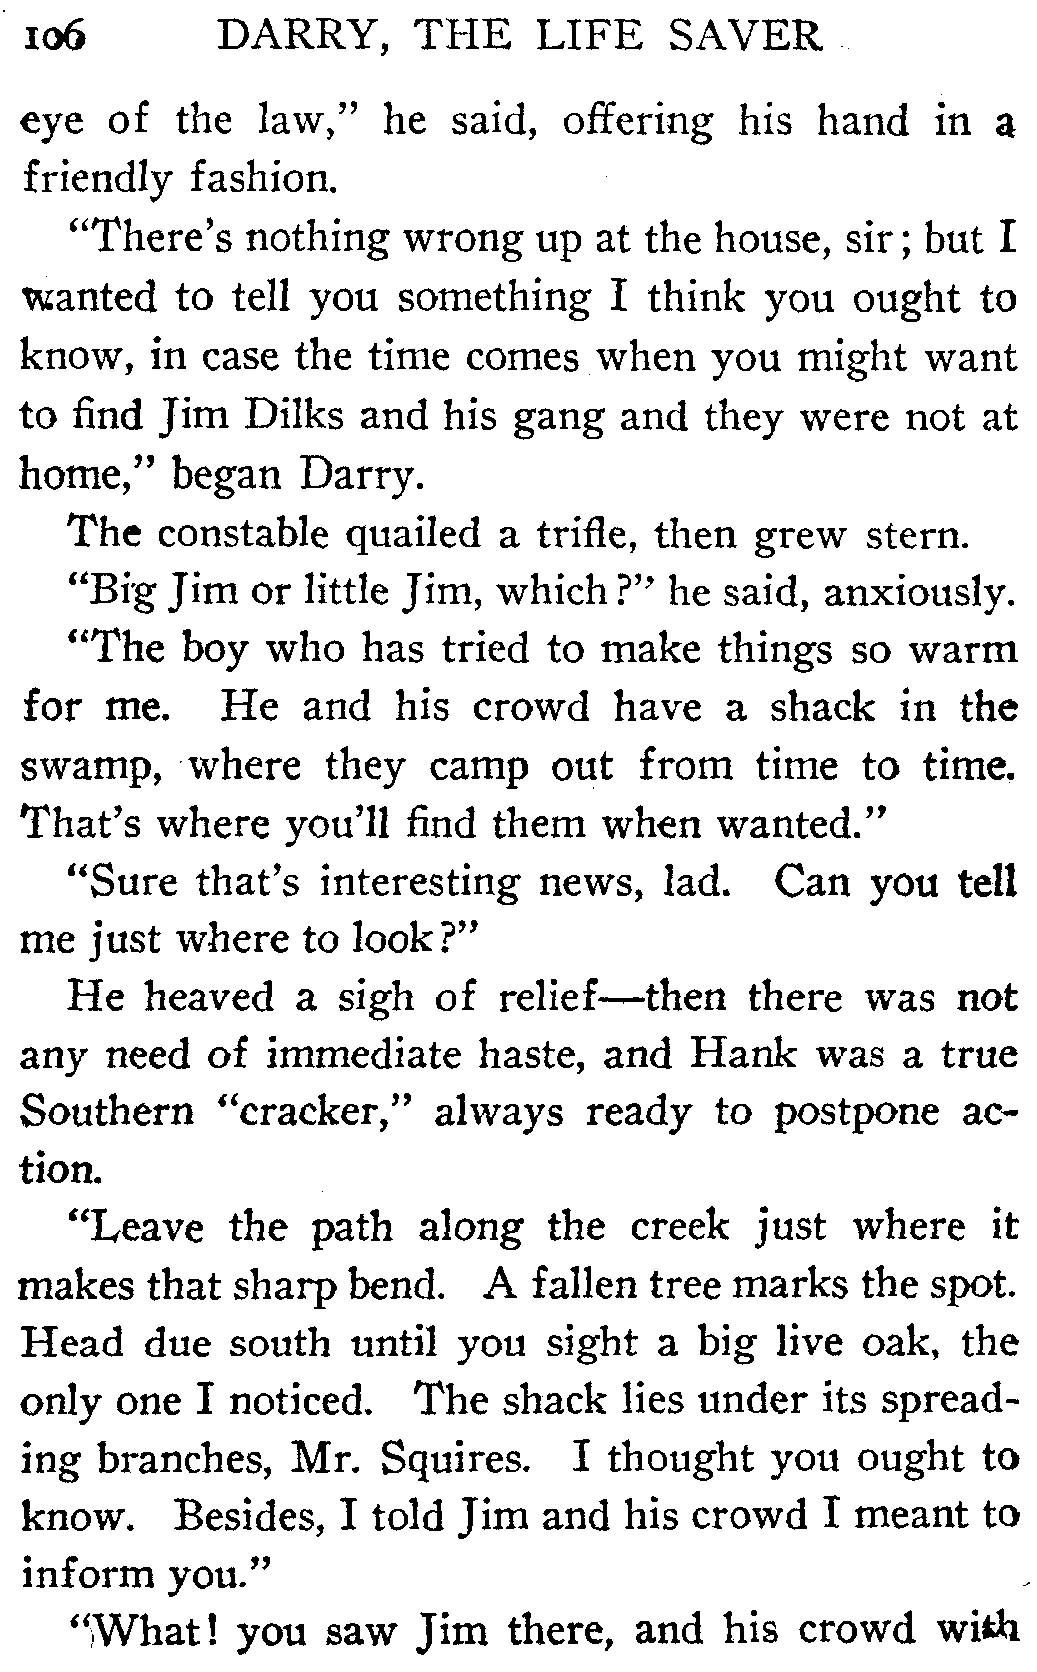 106 DARRY, THE LIFE SAVER
eye of the law," he said, offering his hand in a
friendly fashion.
"There's nothing wrong up at the house, sir; but I
wanted to tell you something I think you ought to
know, in case the time comes when you might want
to find Jim Dilks and his gang and they were not at
home," began Darry.
The constable quailed a trifle, then grew stern.
"Big Jim or little Jim, which?" he said, anxiously.
"The boy who has tried to make things so warm
for me. He and his crowd have a shack in the
swamp, where they camp out from time to time.
That's where you'll find them when wanted."
"Sure that's interesting news, lad. Can you tell
me just where to look?"
He heaved a sigh of relief—then there was not
any need of immediate haste, and Hank was a true
Southern "cracker," always ready to postpone ac-
tion.
"Leave the path along the creek just where it
makes that sharp bend. A fallen tree marks the spot.
Head due south until you sight a big live oak, the
only one I noticed. The shack lies under its spread-
ing branches, Mr. Squires. I thought you ought to
know. Besides, I told Jim and his crowd I meant to
inform you."
"What! you saw Jim there, and his crowd with